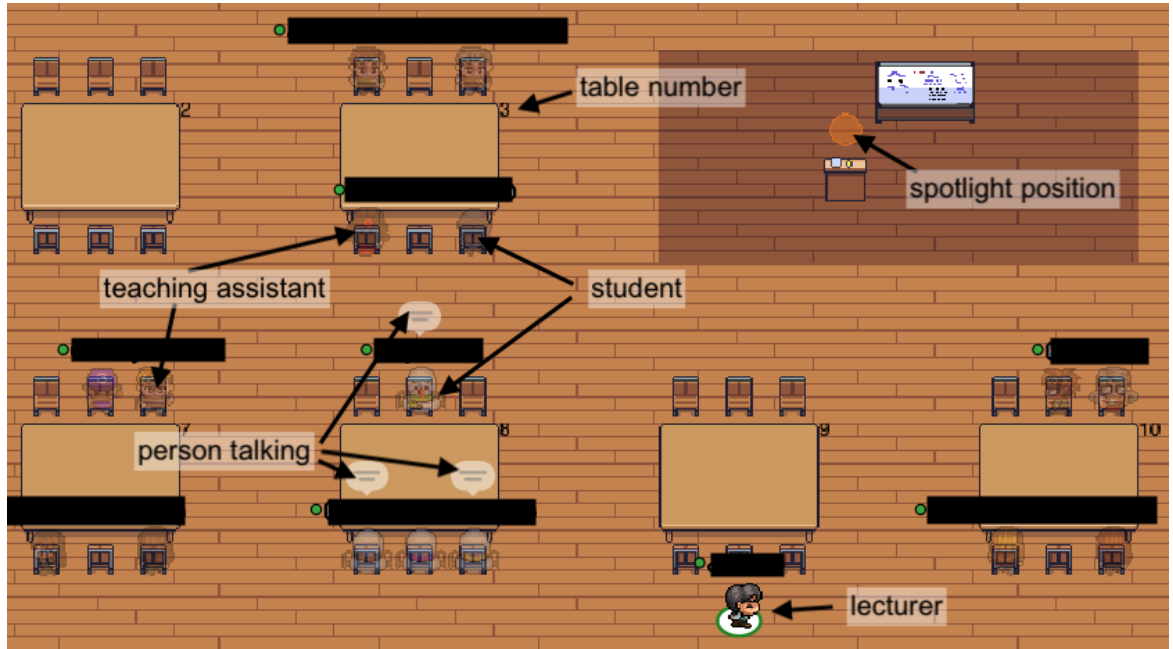 table number
2
3
spotlight position
teaching assistant
student
person talking
7
8
9
10
lecturer